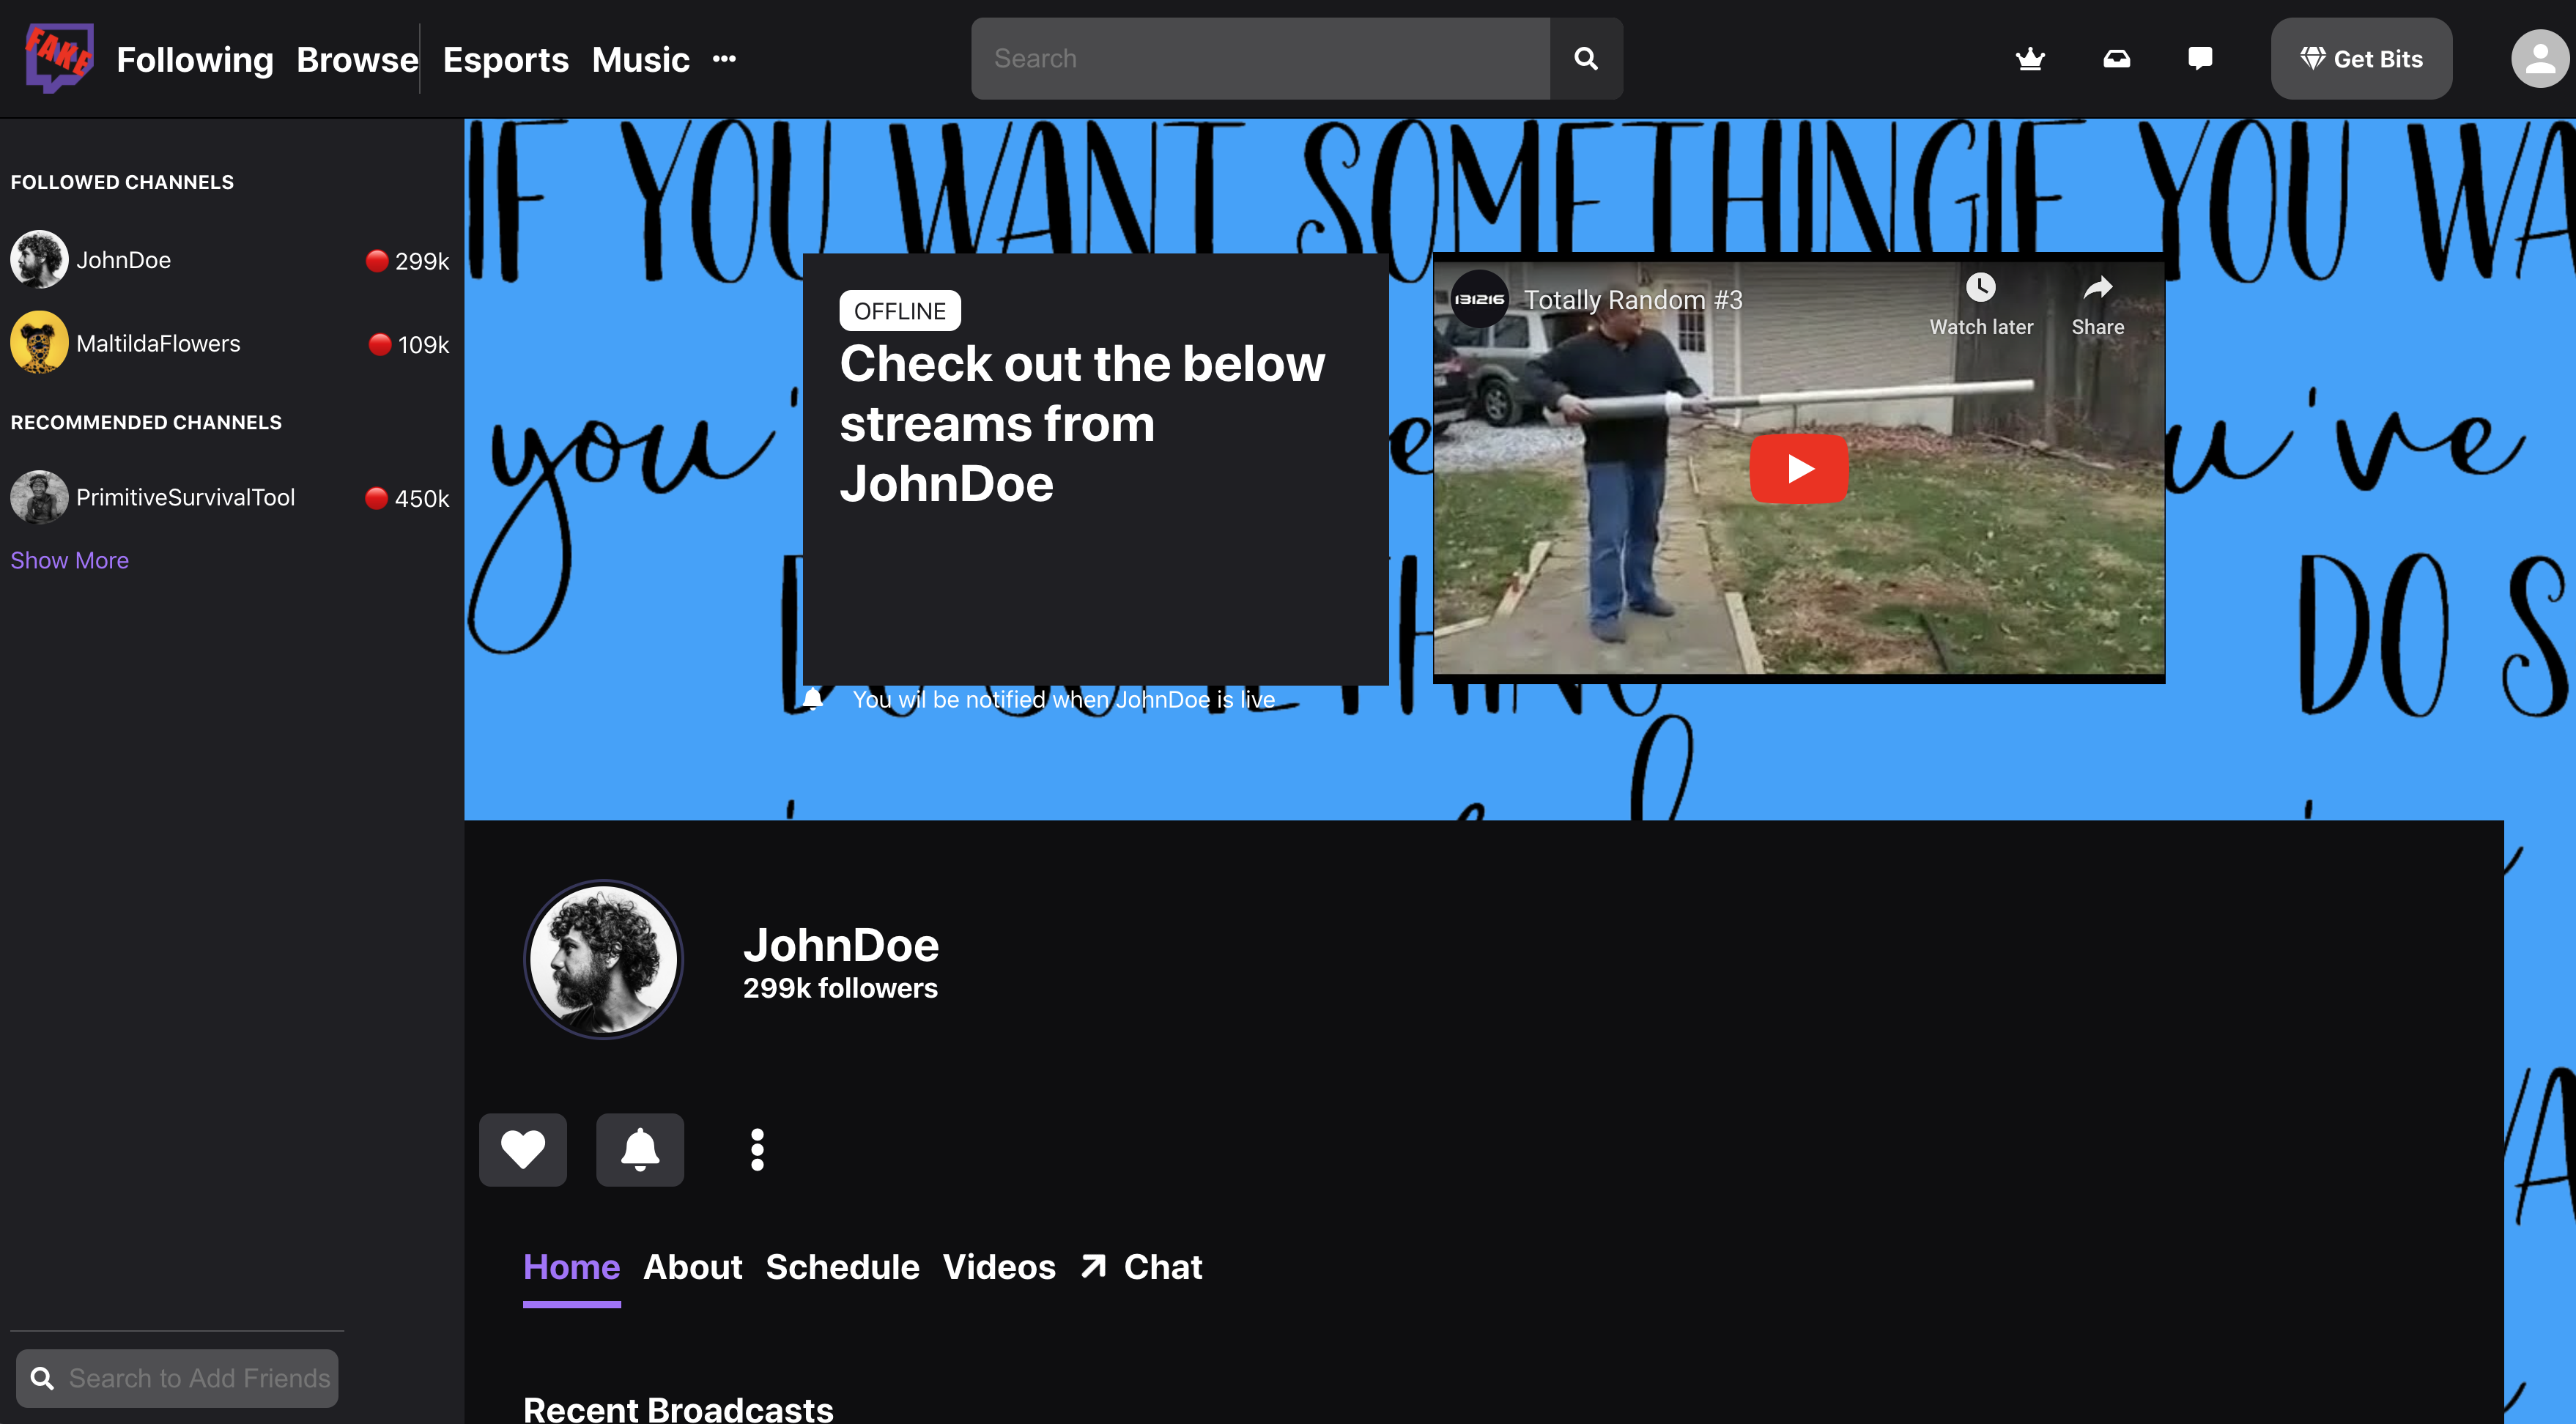 FAKE
Following Browse Esports Music
Search
Get Bits
FOLLOWED CHANNELS
JohnDoe 299k
MaltildaFlowers 109k
RECOMMENDED CHANNELS
PrimitiveSurvivalTool 450k
Show More
Search to Add Friends
IF YOU WANT SOMETHINGIF YOU WA
you' e u've
DO S
OFFLINE
Check out the below
streams from
JohnDoe
131216 Totally Random #3
Watch later Share
You wil be notified when JohnDoe is live
JohnDoe
299k followers
Home About Schedule Videos Chat
Recent Broadcasts